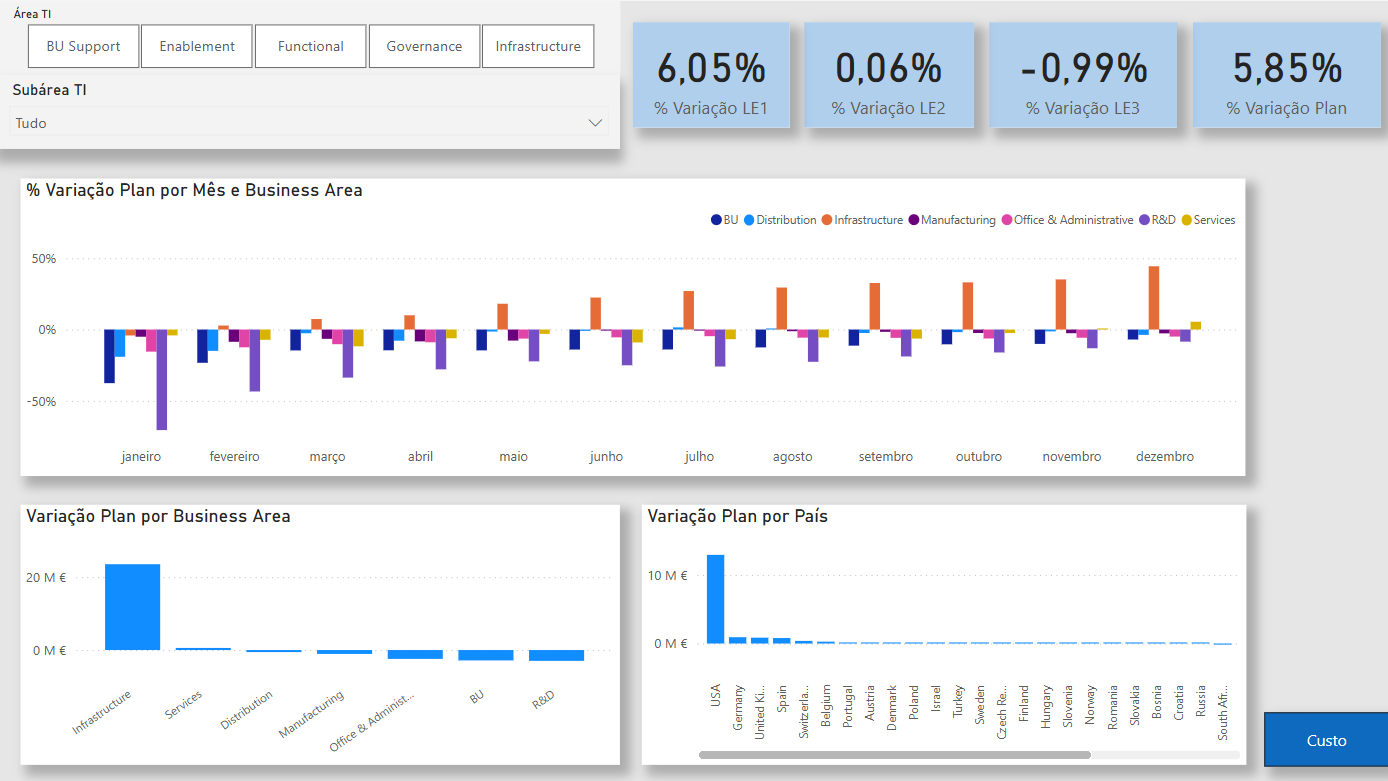 Área TI
BU Support
Enablement
Functional
Governance
Infrastructure
Subárea TI
Tudo
6,05%
% Variação LE1
0,06%
% Variação LE2
-0,99%
% Variação LE3
5,85%
% Variação Plan
% Variação Plan por Mês e Business Area
BU Distribution Infrastructure Manufacturing Office & Administrative R&D Services
50%
0%
-50%
janeiro fevereiro março abril maio junho julho agosto setembro outubro novembro dezembro
Variação Plan por Business Area
20 M €
0 M €
Infrastructure
Services
Distribution
Manufacturing
Office & Administ...
BU
R&D
Variação Plan por País
10 M €
0 M €
USA
Germany
United Ki...
Spain
Switzerla...
Belgium
Portugal
Austria
Denmark
Poland
Israel
Turkey
Sweden
Czech Re...
Finland
Hungary
Slovenia
Norway
Romania
Slovakia
Bosnia
Croatia
Russia
South Afr...
Custo